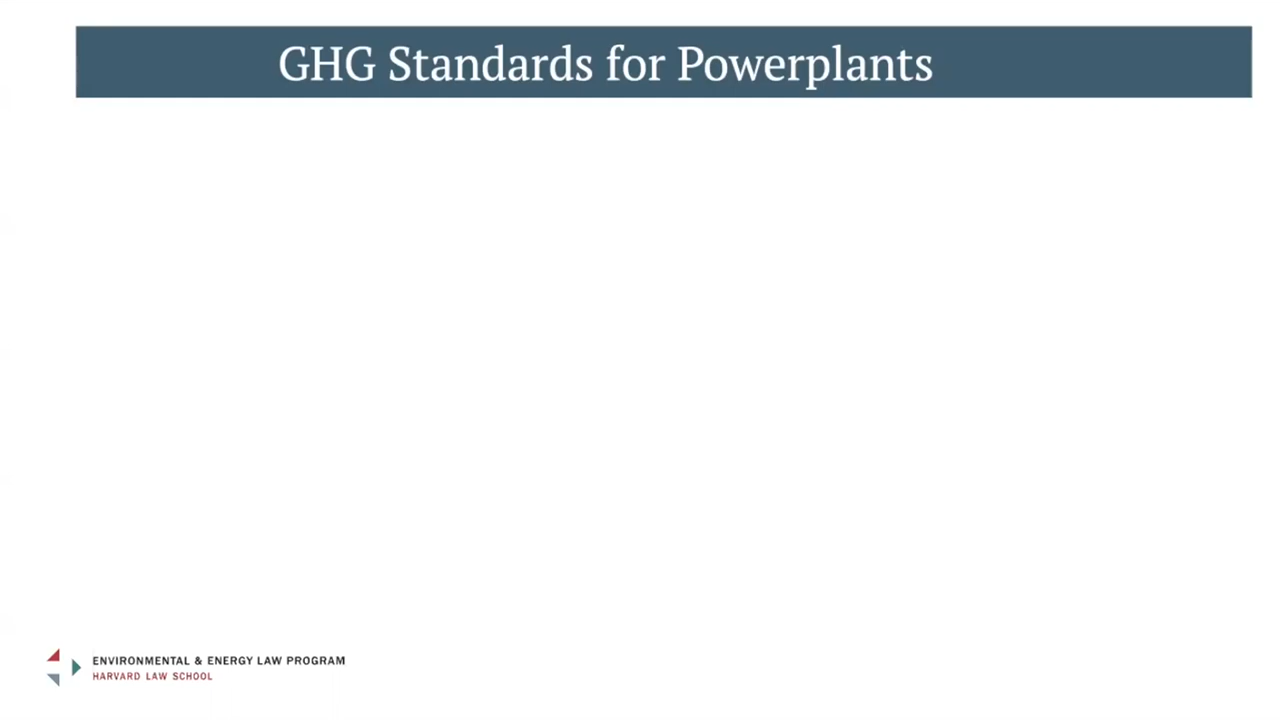 GHG Standards for Powerplants
ENVIRONMENTAL & ENERGY LAW PROGRAM
HARVARD LAW SCHOOL